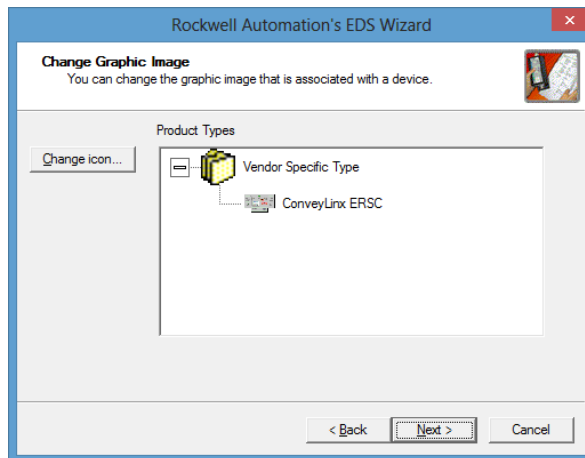 Rockwell Automation's EDS Wizard
Change Graphic Image
You can change the graphic image that is associated with a device.
Product Types
Change icon...
Vendor Specific Type
ConveyLinx ERSC
< Back
Next >
Cancel